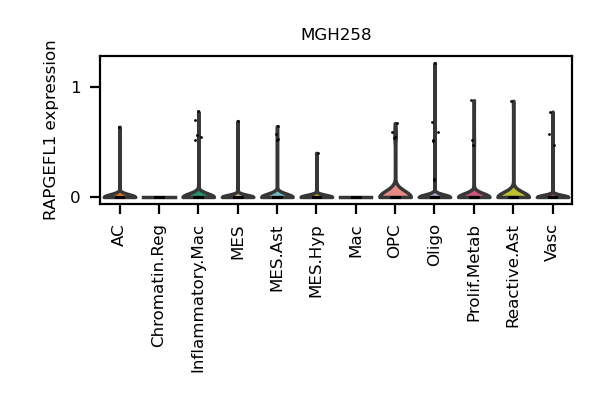 MGH258
RAPGEFL1 expression
1
0
AC
Chromatin.Reg
Inflammatory.Mac
MES
MES.Ast
MES.Hyp
Mac
OPC
Oligo
Prolif.Metab
Reactive.Ast
Vasc